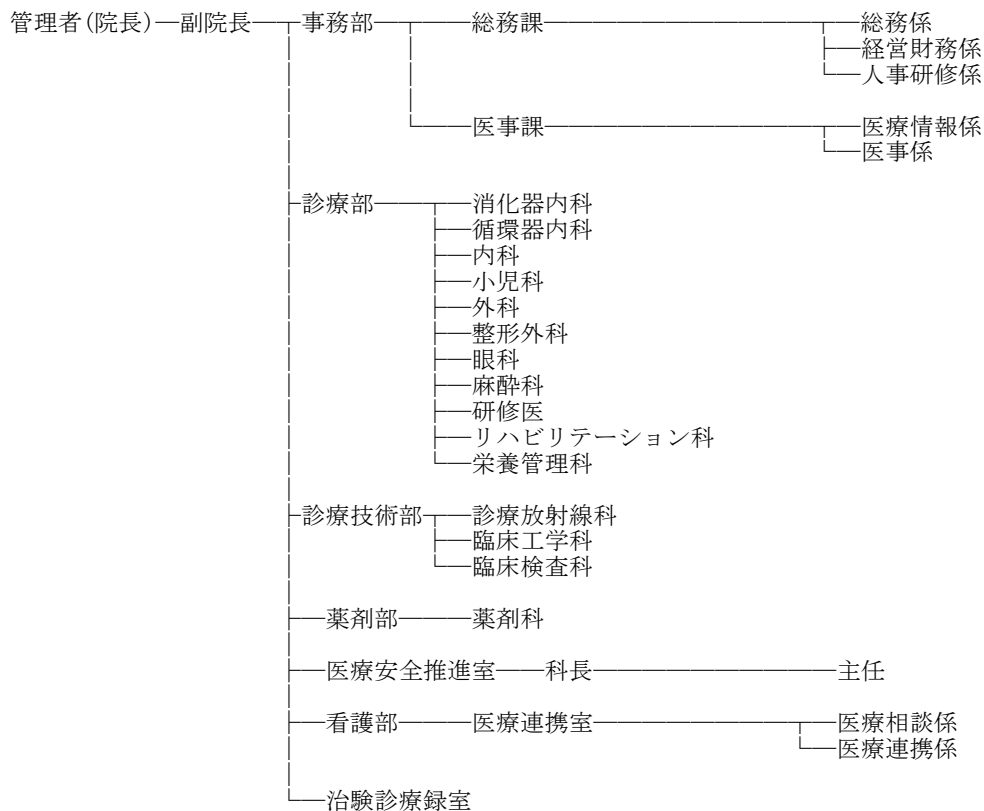 管理者(院長) 副院長 事務部 総務課 総務係
経営財務係
人事研修係
医事課 医療情報係
医事係
診療部 消化器内科
循環器内科
内科
小児科
外科
整形外科
眼科
麻酔科
研修医
リハビリテーション科
栄養管理科
診療技術部 診療放射線科
臨床工学科
臨床検査科
薬剤部 薬剤科
医療安全推進室 科長 主任
看護部 医療連携室 医療相談係
医療連携係
治験診療録室